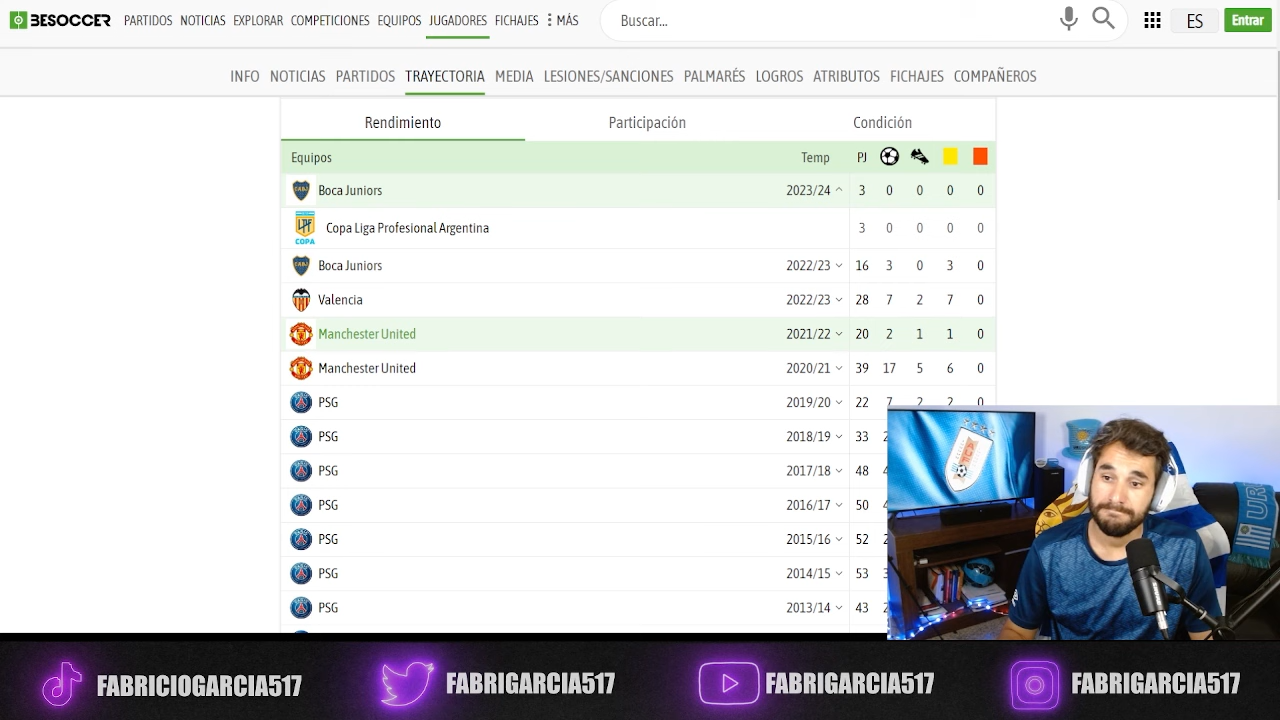 BESOCCER PARTIDOS NOTICIAS EXPLORAR COMPETICIONES EQUIPOS JUGADORES FICHAJES MÁS Buscar... ES Entrar
INFO NOTICIAS PARTIDOS TRAYECTORIA MEDIA LESIONES/SANCIONES PALMARÉS LOGROS ATRIBUTOS FICHAJES COMPAÑEROS
Rendimiento Participación Condición
Equipos Temp PJ
Boca Juniors 2023/24 3 0 0 0 0
LPF COPA Copa Liga Profesional Argentina 3 0 0 0 0
Boca Juniors 2022/23 16 3 0 3 0
Valencia 2022/23 28 7 2 7 0
Manchester United 2021/22 20 2 1 1 0
Manchester United 2020/21 39 17 5 6 0
PSG 2019/20 22 7 2 2 0
PSG 2018/19 33
PSG 2017/18 48
PSG 2016/17 50
PSG 2015/16 52
PSG 2014/15 53
PSG 2013/14 43
FABRICIOGARCIA517 FABRIGARCIA517 FABRIGARCIA517 FABRIGARCIA517